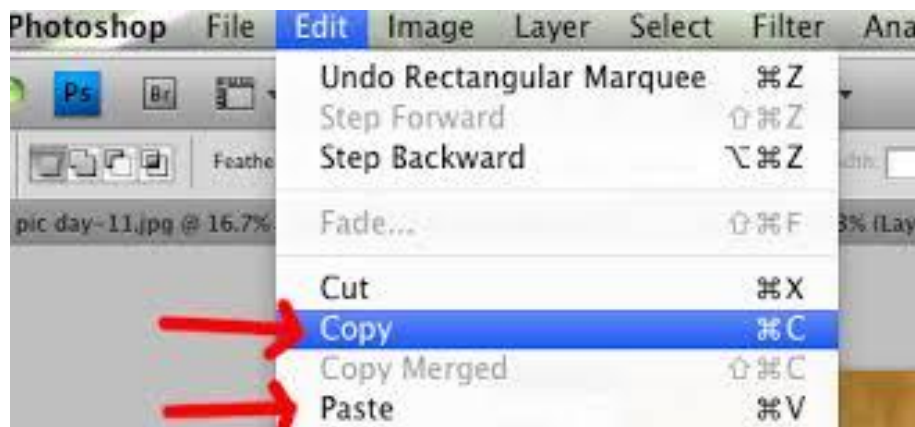 Photoshop File Edit Image Layer Select Filter Ana
Ps Br
Undo Rectangular Marquee ⌘Z
Step Forward ⇧⌘Z
Step Backward ⌥⌘Z
Feathe
pic day-11.jpg @ 16.7%
3% (Lay
Fade... ⇧⌘F
Cut ⌘X
Copy ⌘C
Copy Merged ⇧⌘C
Paste ⌘V